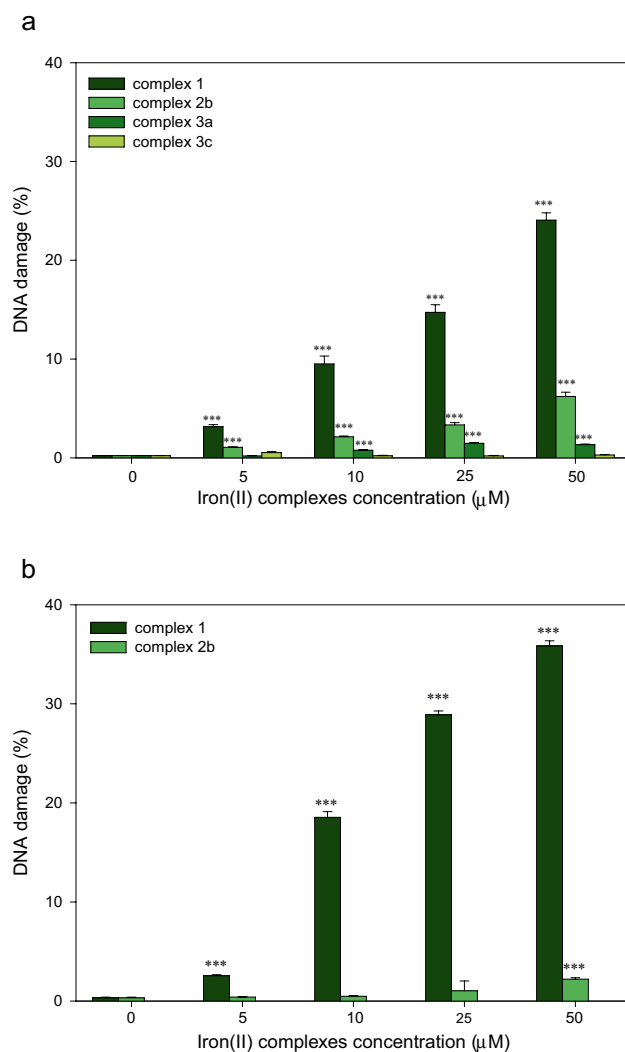 a
40
30
20
10
0
DNA damage (%)
complex 1
complex 2b
complex 3a
complex 3c
*** *** 
*** *** ***
*** *** ***
*** *** ***
0 5 10 25 50
Iron(II) complexes concentration (μM)
b
40
30
20
10
0
DNA damage (%)
complex 1
complex 2b
***
***
***
*** ***
0 5 10 25 50
Iron(II) complexes concentration (μM)